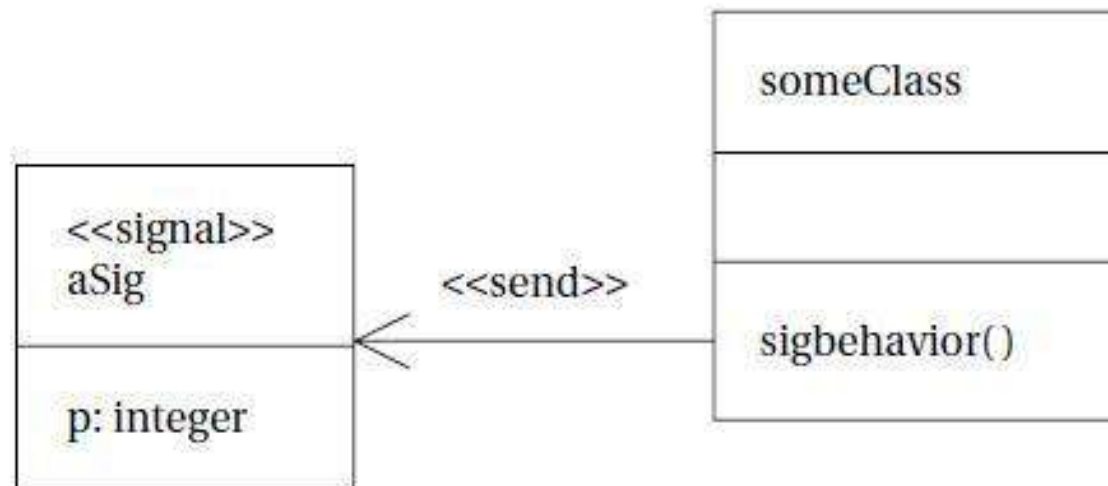 <<signal>>
aSig
p: integer
<<send>>
someClass
sigbehavior()